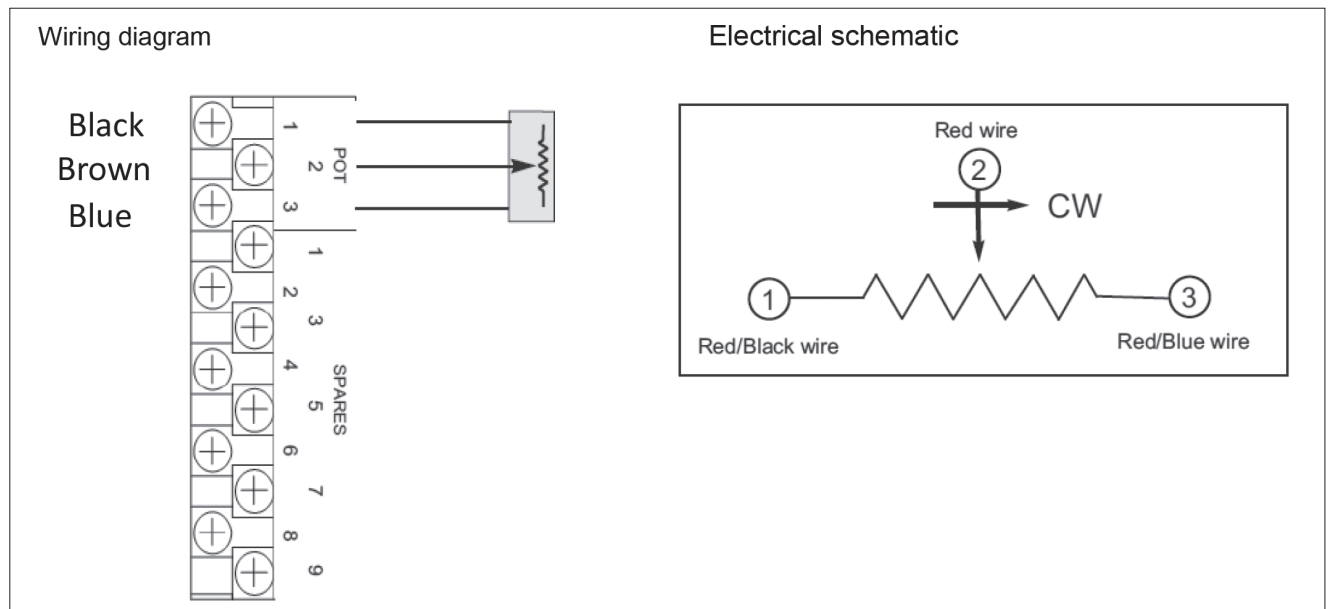 Wiring diagram
Electrical schematic
Black
Brown
Blue
1
2
3
POT
1
2
3
4
5
6
7
8
9
SPARES
Red wire
2
CW
1
3
Red/Black wire
Red/Blue wire